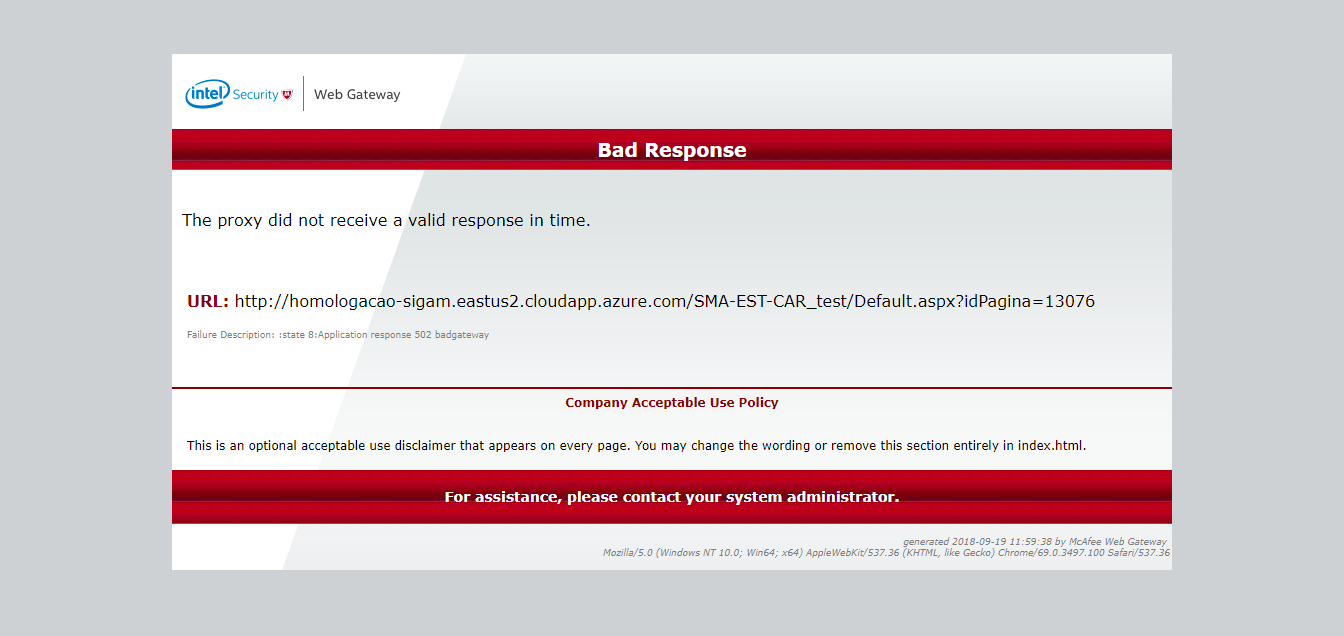 intel Security Web Gateway
Bad Response
The proxy did not receive a valid response in time.
URL: http://homologacao-sigam.eastus2.cloudapp.azure.com/SMA-EST-CAR_test/Default.aspx?idPagina=13076
Failure Description: :state 8:Application response 502 badgateway
Company Acceptable Use Policy
This is an optional acceptable use disclaimer that appears on every page. You may change the wording or remove this section entirely in index.html.
For assistance, please contact your system administrator.
generated 2018-09-19 11:59:38 by McAfee Web Gateway
Mozilla/5.0 (Windows NT 10.0; Win64; x64) AppleWebKit/537.36 (KHTML, like Gecko) Chrome/69.0.3497.100 Safari/537.36